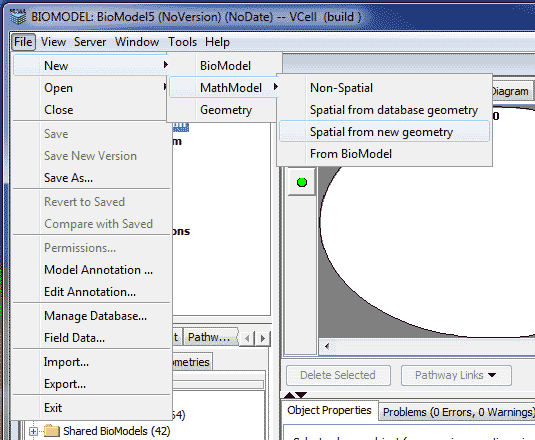 BIOMODEL: BioModel5 (NoVersion) (NoDate) -- VCell (build )
File View Server Window Tools Help
New
Open
Close
Save
Save New Version
Save As...
Revert to Saved
Compare with Saved
Permissions...
Model Annotation ...
Edit Annotation...
Manage Database...
Field Data...
Import...
Export...
Exit
BioModel
MathModel
Geometry
Non-Spatial
Spatial from database geometry
Spatial from new geometry
From BioModel
Diagram
0
m
ons
t
Pathw...
ometries
64)
Shared BioModels (42)
Delete Selected
Pathway Links
Object Properties
Problems (0 Errors, 0 Warnings)